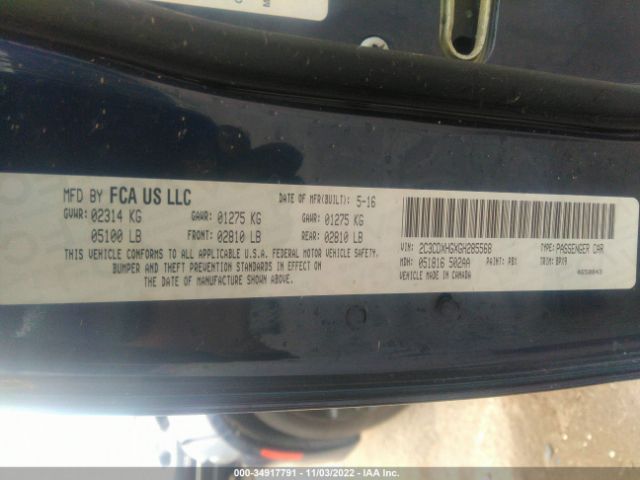 MFD BY FCA US LLC
DATE OF MFR(BUILT): 5-16
GVWR: 02314 KG
GAWR: 01275 KG
GAWR: 01275 KG
05100 LB
FRONT: 02810 LB
REAR: 02810 LB
THIS VEHICLE CONFORMS TO ALL APPLICABLE U.S.A. FEDERAL MOTOR VEHICLE SAFETY,
BUMPER AND THEFT PREVENTION STANDARDS IN EFFECT ON
THE DATE OF MANUFACTURE SHOWN ABOVE.
VIN: 2C3CDXHGXGH285568
TYPE: PASSENGER CAR
MDH: 051816 502AA
PAINT: PBX
TRIM: BPX9
VEHICLE MADE IN CANADA
000-34917791 - 11/03/2022 - IAA Inc.